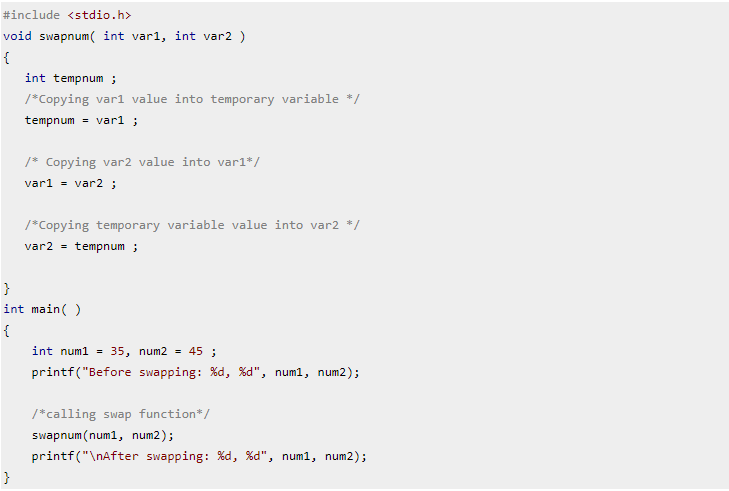 #include <stdio.h>
void swapnum( int var1, int var2 )
{
int tempnum ;
/*Copying var1 value into temporary variable */
tempnum = var1 ;
/* Copying var2 value into var1*/
var1 = var2 ;
/*Copying temporary variable value into var2 */
var2 = tempnum ;
}
int main( )
{
int num1 = 35, num2 = 45 ;
printf("Before swapping: %d, %d", num1, num2);
/*calling swap function*/
swapnum(num1, num2);
printf("\nAfter swapping: %d, %d", num1, num2);
}